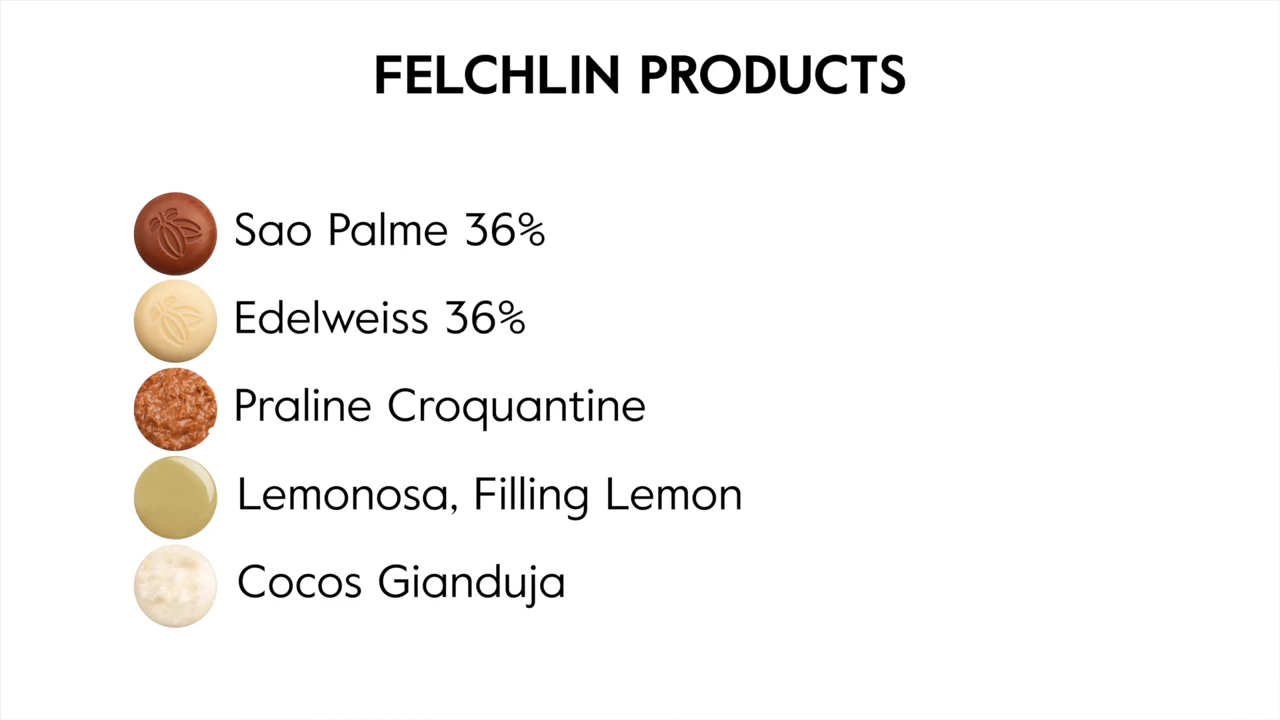 FELCHLIN PRODUCTS
Sao Palme 36%
Edelweiss 36%
Praline Croquantine
Lemonosa, Filling Lemon
Cocos Gianduja